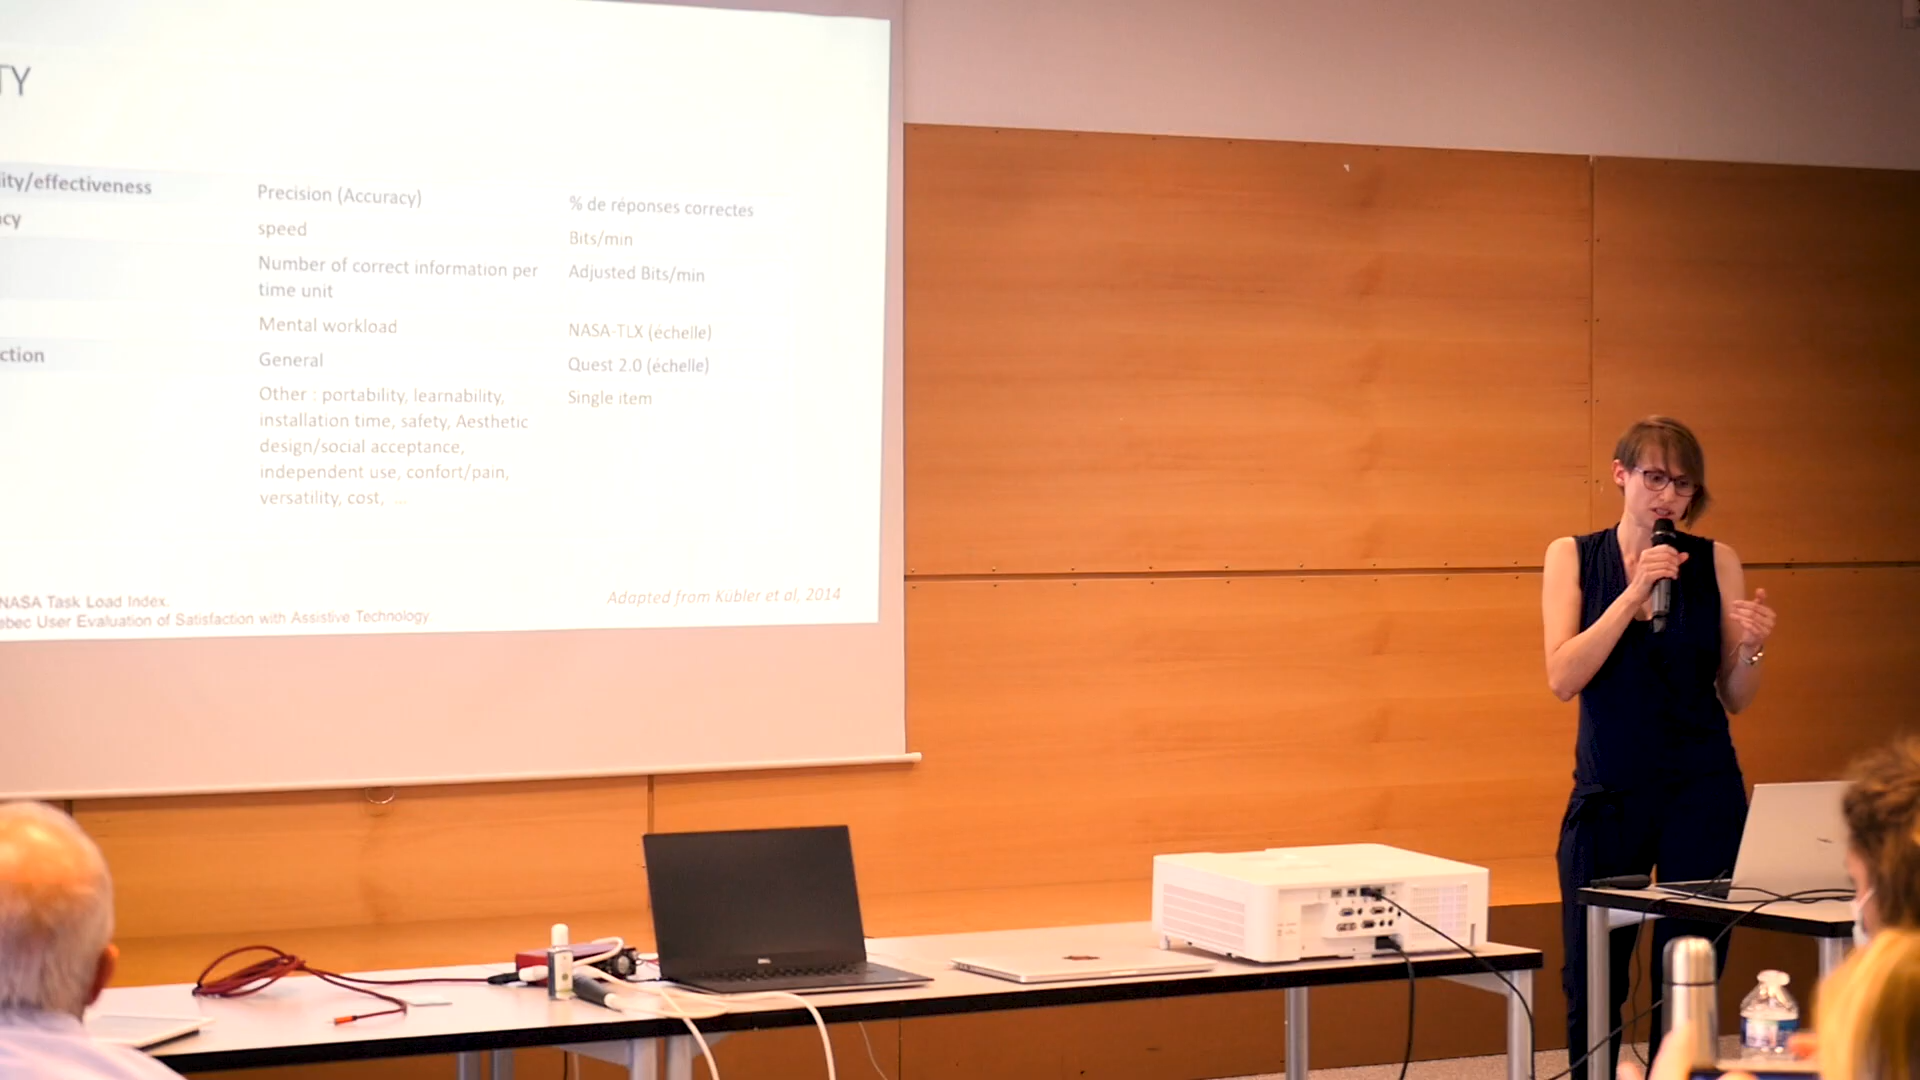 TY
ity/effectiveness
cy
ction
Precision (Accuracy)
speed
Number of correct information per
time unit
Mental workload
General
Other : portability, learnability,
installation time, safety, Aesthetic
design/social acceptance,
independent use, confort/pain,
versatility, cost, ...
% de réponses correctes
Bits/min
Adjusted Bits/min
NASA-TLX (échelle)
Quest 2.0 (échelle)
Single item
Adapted from Kubler et al, 2014
NASA Task Load Index.
ebec User Evaluation of Satisfaction with Assistive Technology
DELL